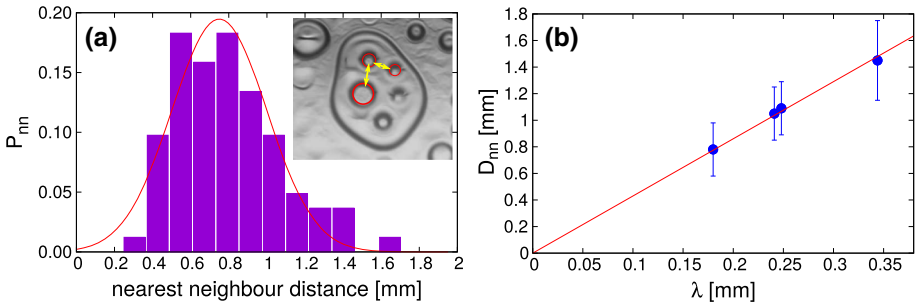 (a)
P_nn
0.20
0.15
0.10
0.05
0.00
0 0.2 0.4 0.6 0.8 1 1.2 1.4 1.6 1.8 2
nearest neighbour distance [mm]
(b)
D_nn [mm]
1.8
1.6
1.4
1.2
1
0.8
0.6
0.4
0.2
0
0 0.05 0.10 0.15 0.20 0.25 0.30 0.35
λ [mm]